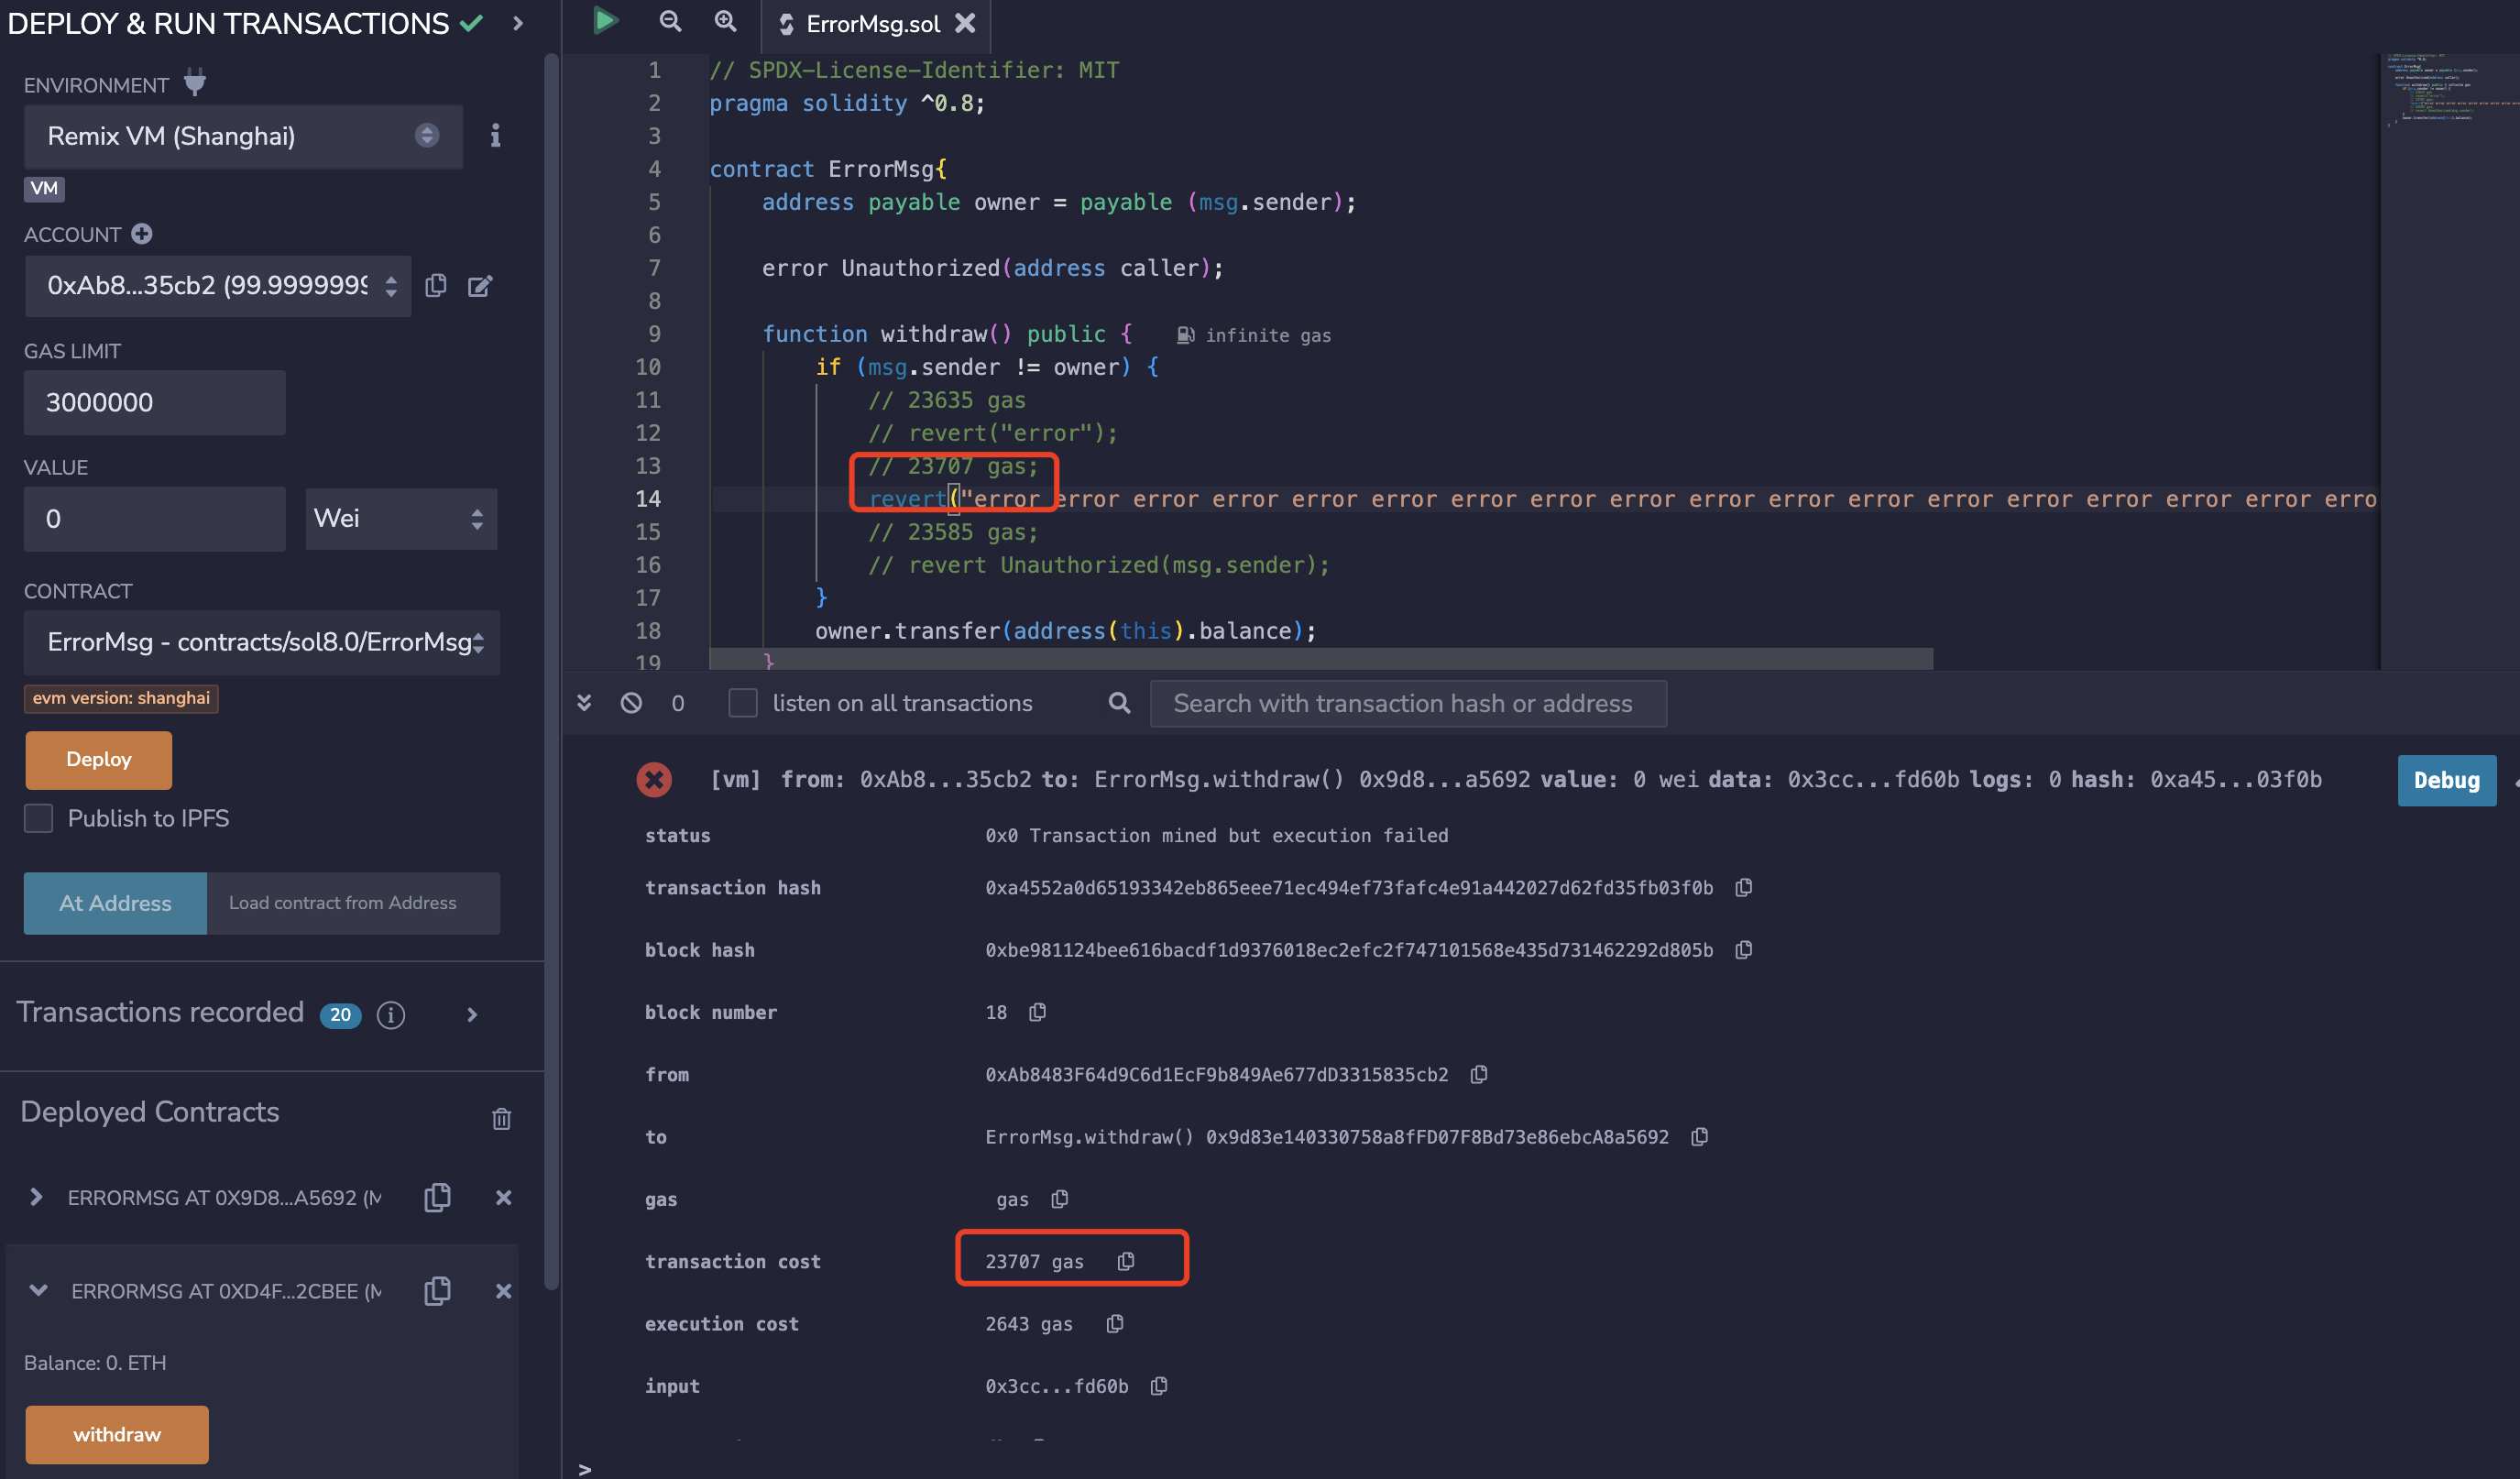 DEPLOY & RUN TRANSACTIONS
ENVIRONMENT
Remix VM (Shanghai)
VM
ACCOUNT
0xAb8...35cb2 (99.9999999
GAS LIMIT
3000000
VALUE
0
Wei
CONTRACT
ErrorMsg - contracts/sol8.0/ErrorMsg
evm version: shanghai
Deploy
Publish to IPFS
At Address
Load contract from Address
Transactions recorded 20
Deployed Contracts
ERRORMSG AT 0X9D8...A5692 (M
ERRORMSG AT 0XD4F...2CBEE (M
Balance: 0. ETH
withdraw
ErrorMsg.sol
1 // SPDX-License-Identifier: MIT
2 pragma solidity ^0.8;
3
4 contract ErrorMsg{
5 address payable owner = payable (msg.sender);
6
7 error Unauthorized(address caller);
8
9 function withdraw() public { infinite gas
10 if (msg.sender != owner) {
11 // 23635 gas
12 // revert("error");
13 // 23707 gas;
14 revert("error error error error error error error error error error error error error error error error error erro
15 // 23585 gas;
16 // revert Unauthorized(msg.sender);
17 }
18 owner.transfer(address(this).balance);
19 }
0
listen on all transactions
Search with transaction hash or address
[vm] from: 0xAb8...35cb2 to: ErrorMsg.withdraw() 0x9d8...a5692 value: 0 wei data: 0x3cc...fd60b logs: 0 hash: 0xa45...03f0b
Debug
status 0x0 Transaction mined but execution failed
transaction hash 0xa4552a0d65193342eb865eee71ec494ef73fafc4e91a442027d62fd35fb03f0b
block hash 0xbe981124bee616bacdf1d9376018ec2efc2f747101568e435d731462292d805b
block number 18
from 0xAb8483F64d9C6d1EcF9b849Ae677dD3315835cb2
to ErrorMsg.withdraw() 0x9d83e140330758a8fFD07F8Bd73e86ebcA8a5692
gas gas
transaction cost 23707 gas
execution cost 2643 gas
input 0x3cc...fd60b
>